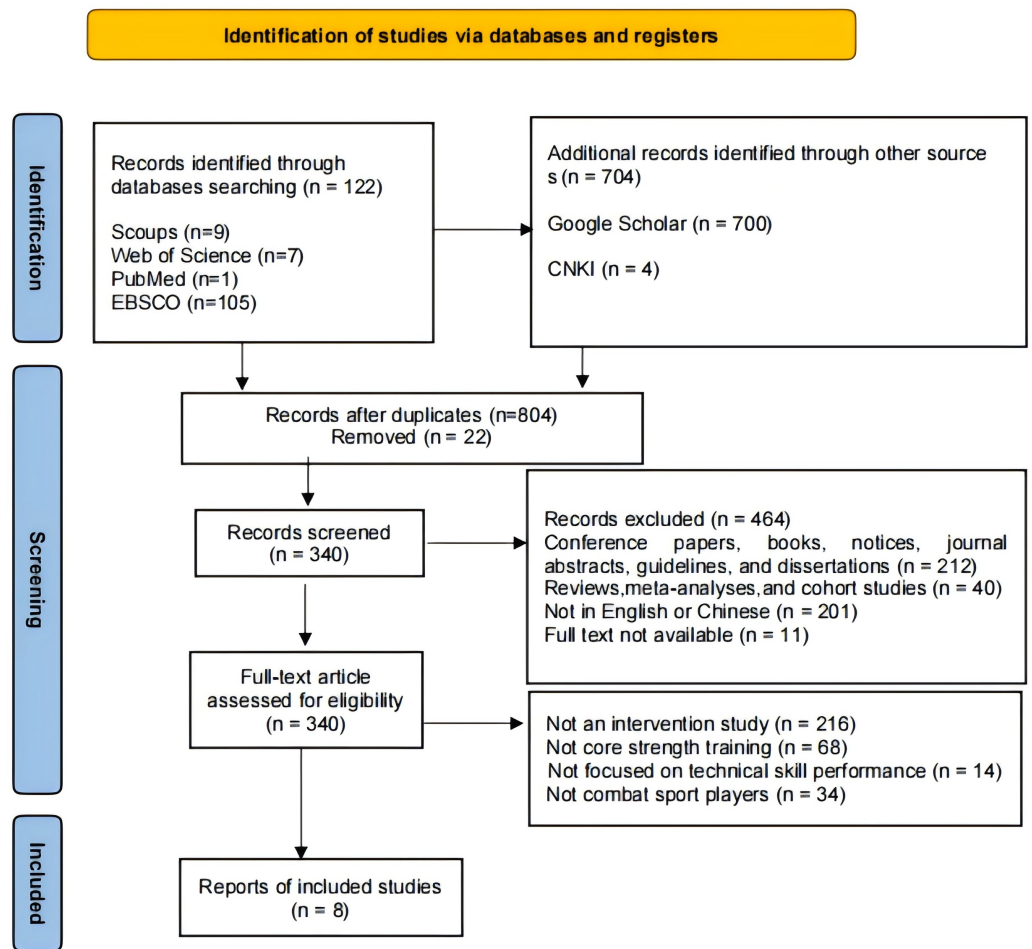 Identification of studies via databases and registers
Identification
Records identified through
databases searching (n = 122)
Scoups (n=9)
Web of Science (n=7)
PubMed (n=1)
EBSCO (n=105)
Additional records identified through other source
s (n = 704)
Google Scholar (n = 700)
CNKI (n = 4)
Records after duplicates (n=804)
Removed (n = 22)
Screening
Records screened
(n = 340)
Records excluded (n = 464)
Conference papers, books, notices, journal
abstracts, guidelines, and dissertations (n = 212)
Reviews,meta-analyses,and cohort studies (n = 40)
Not in English or Chinese (n = 201)
Full text not available (n = 11)
Full-text article
assessed for eligibility
(n = 340)
Not an intervention study (n = 216)
Not core strength training (n = 68)
Not focused on technical skill performance (n = 14)
Not combat sport players (n = 34)
Included
Reports of included studies
(n = 8)